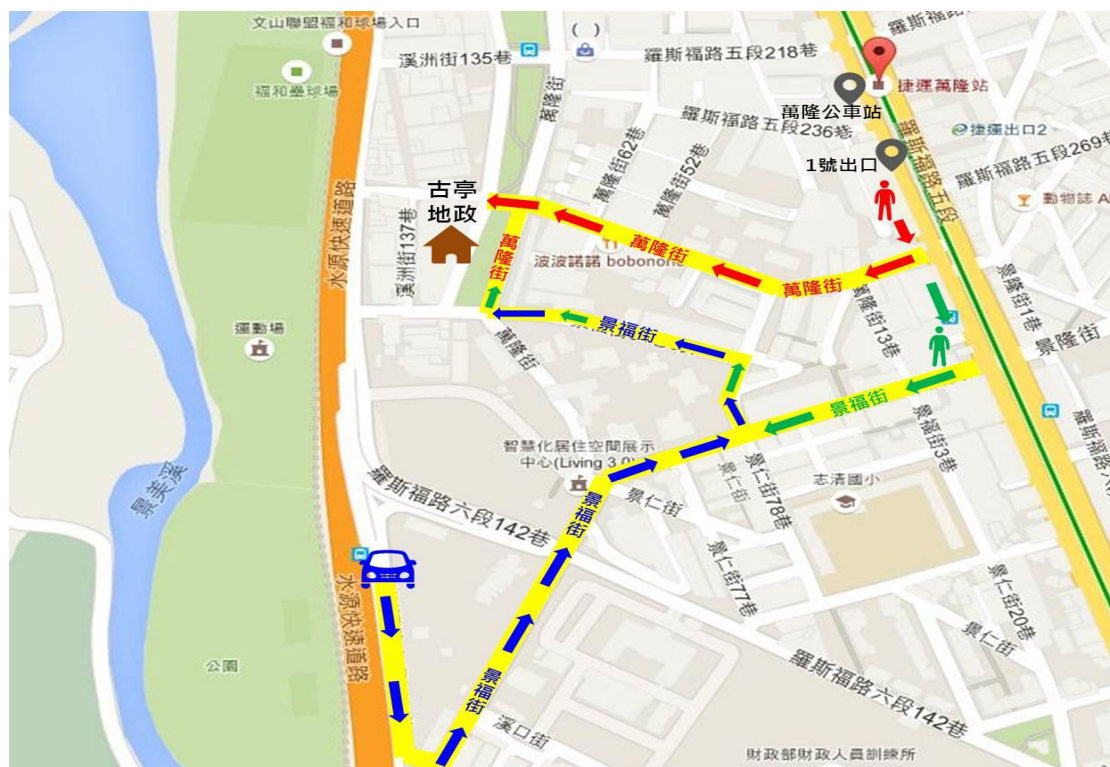 文山聯盟福和球場入口
( )
溪洲街135巷
羅斯福路五段218巷
捷運萬隆站
福和壘球場
萬隆街
萬隆公車站
羅斯福路五段236巷
羅斯福路五段
捷運出口2
1號出口
羅斯福路五段269巷
萬隆街62巷
萬隆街52巷
動物誌 A
古亭
地政
水源快速道路
溪洲街137巷
萬隆街
萬隆街
波波諾諾 bobonono
萬隆街
萬隆街13巷
景隆街1巷
景隆街
運動場
景福街
萬隆街
景福街
景福街3巷
羅斯福路六
智慧化居住空間展示
中心(Living 3.0)
景仁街
景仁街
景仁街78巷
志清國小
景美溪
羅斯福路六段142巷
景福街
景仁街77巷
景仁街20巷
景仁街
水源快速道路
公園
景福街
羅斯福路六段142巷
溪口街
財政部財政人員訓練所